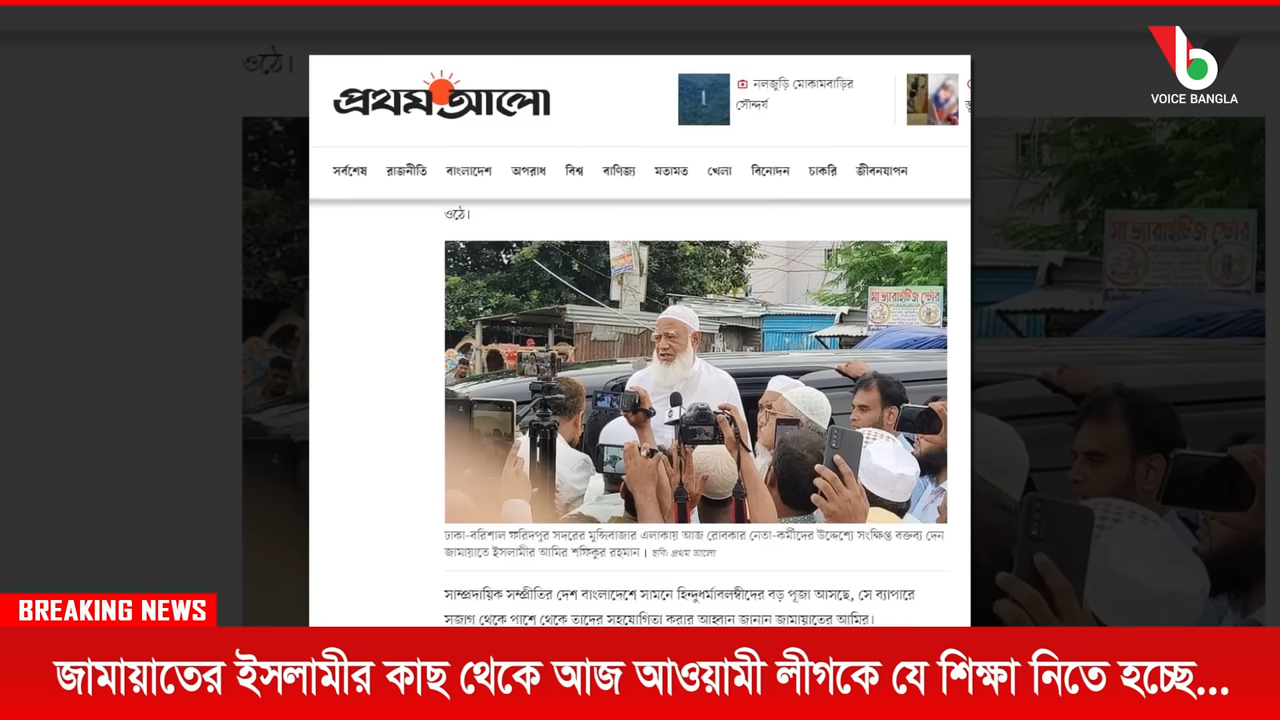 ওঠে।
প্রথম আলো
নলজুড়ি মোকামবাড়ির
সৌন্দর্য
VOICE BANGLA
সর্বশেষ রাজনীতি বাংলাদেশ অপরাধ বিশ্ব বাণিজ্য মতামত খেলা বিনোদন চাকরি জীবনযাপন
ওঠে।
মা ভ্যারাইটিজ স্টোর
মা ভ্যারাইটিজ স্টোর
ঢাকা-বরিশাল ফরিদপুর সদরের মুন্সিবাজার এলাকায় আজ রোববার নেতা-কর্মীদের উদ্দেশ্যে সংক্ষিপ্ত বক্তব্য দেন
জামায়াতে ইসলামীর আমির শফিকুর রহমান। ছবি: প্রথম আলো
সাম্প্রদায়িক সম্প্রীতির দেশ বাংলাদেশে সামনে হিন্দুধর্মাবলম্বীদের বড় পূজা আসছে, সে ব্যাপারে
সজাগ থেকে পাশে থেকে তাদের সহযোগিতা করার আহ্বান জানান জামায়াতের আমির।
BREAKING NEWS
জামায়াতের ইসলামীর কাছ থেকে আজ আওয়ামী লীগকে যে শিক্ষা নিতে হচ্ছে...